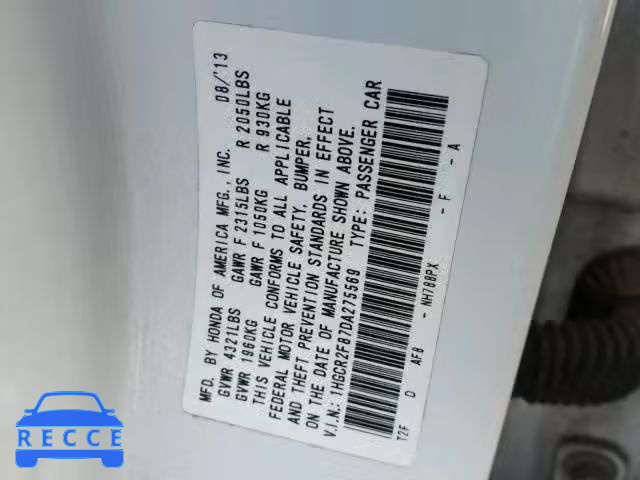 MFD. BY HONDA OF AMERICA MFG., INC. 08/'13
GVWR 4321LBS GAWR F 2315LBS R 2050LBS
GVWR 1960KG GAWR F 1050KG R 930KG
THIS VEHICLE CONFORMS TO ALL APPLICABLE
FEDERAL MOTOR VEHICLE SAFETY, BUMPER,
AND THEFT PREVENTION STANDARDS IN EFFECT
ON THE DATE OF MANUFACTURE SHOWN ABOVE.
V.I.N.: 1HGCR2F87DA275569 TYPE: PASSENGER CAR
T2F D AFB - NH788PX - F - A
RECCE